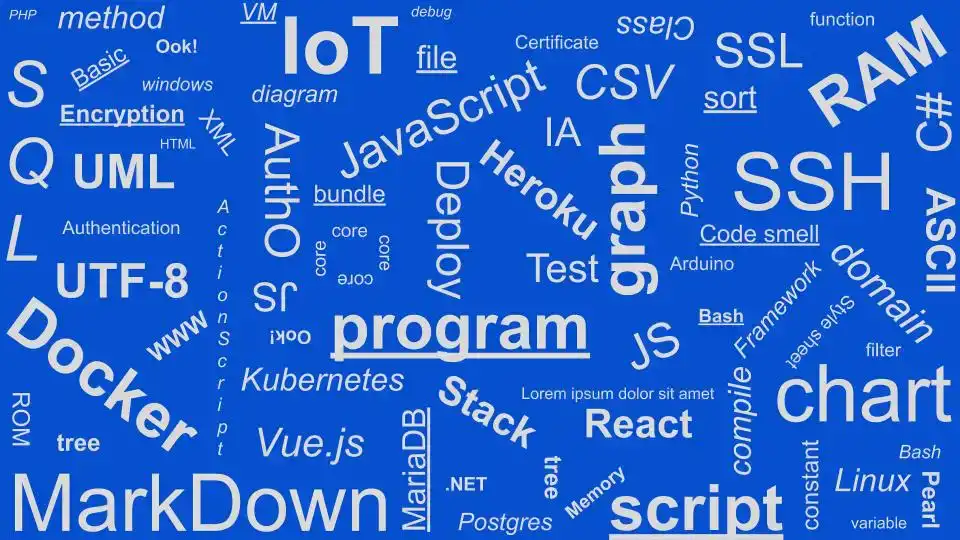 PHP
method
VM
debug
IoT
Class
function
RAM
Basic
Ook!
file
Certificate
SSL
windows
diagram
JavaScript
CSV
sort
C#
S
Q
L
Encryption
XML
HTML
UML
AuthO
bundle
Deploy
Heroku
IA
graph
Python
SSH
ASCII
Authentication
ActionScript
core
core
core
core
Test
Code smell
Arduino
domain
UTF-8
JS
Ook!
program
JS
Bash
Framework
Style sheet
filter
Docker
www
Kubernetes
Stack
Lorem ipsum dolor sit amet
React
compile
chart
ROM
tree
Vue.js
MariaDB
.NET
tree
Memory
constant
Bash
Linux
Pearl
MarkDown
Postgres
script
variable